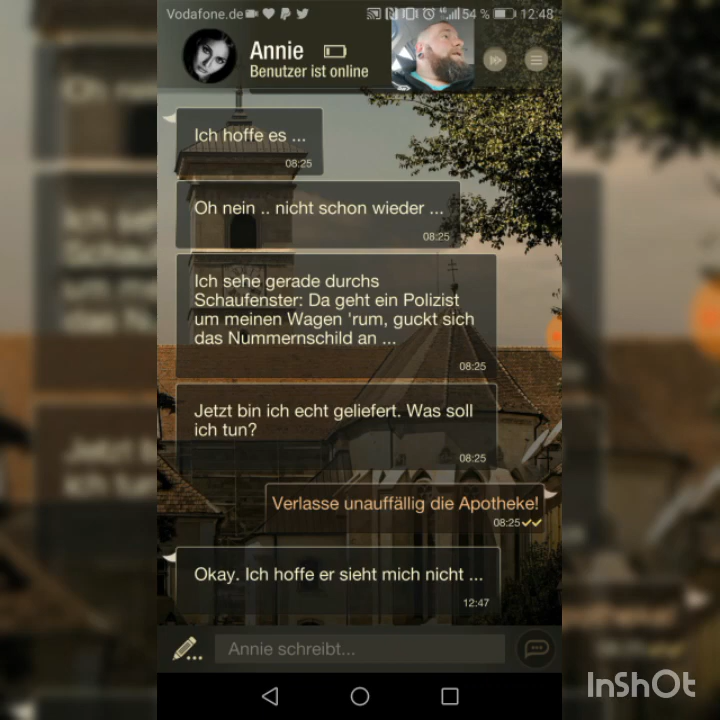 Vodafone.de 54 % 12:48
Annie
Benutzer ist online
Ich hoffe es ...
08:25
Oh nein .. nicht schon wieder ...
08:25
Ich sehe gerade durchs
Schaufenster: Da geht ein Polizist
um meinen Wagen 'rum, guckt sich
das Nummernschild an ...
08:25
Jetzt bin ich echt geliefert. Was soll
ich tun?
08:25
Verlasse unauffällig die Apotheke!
08:25
Okay. Ich hoffe er sieht mich nicht ...
12:47
Annie schreibt...
InShOt